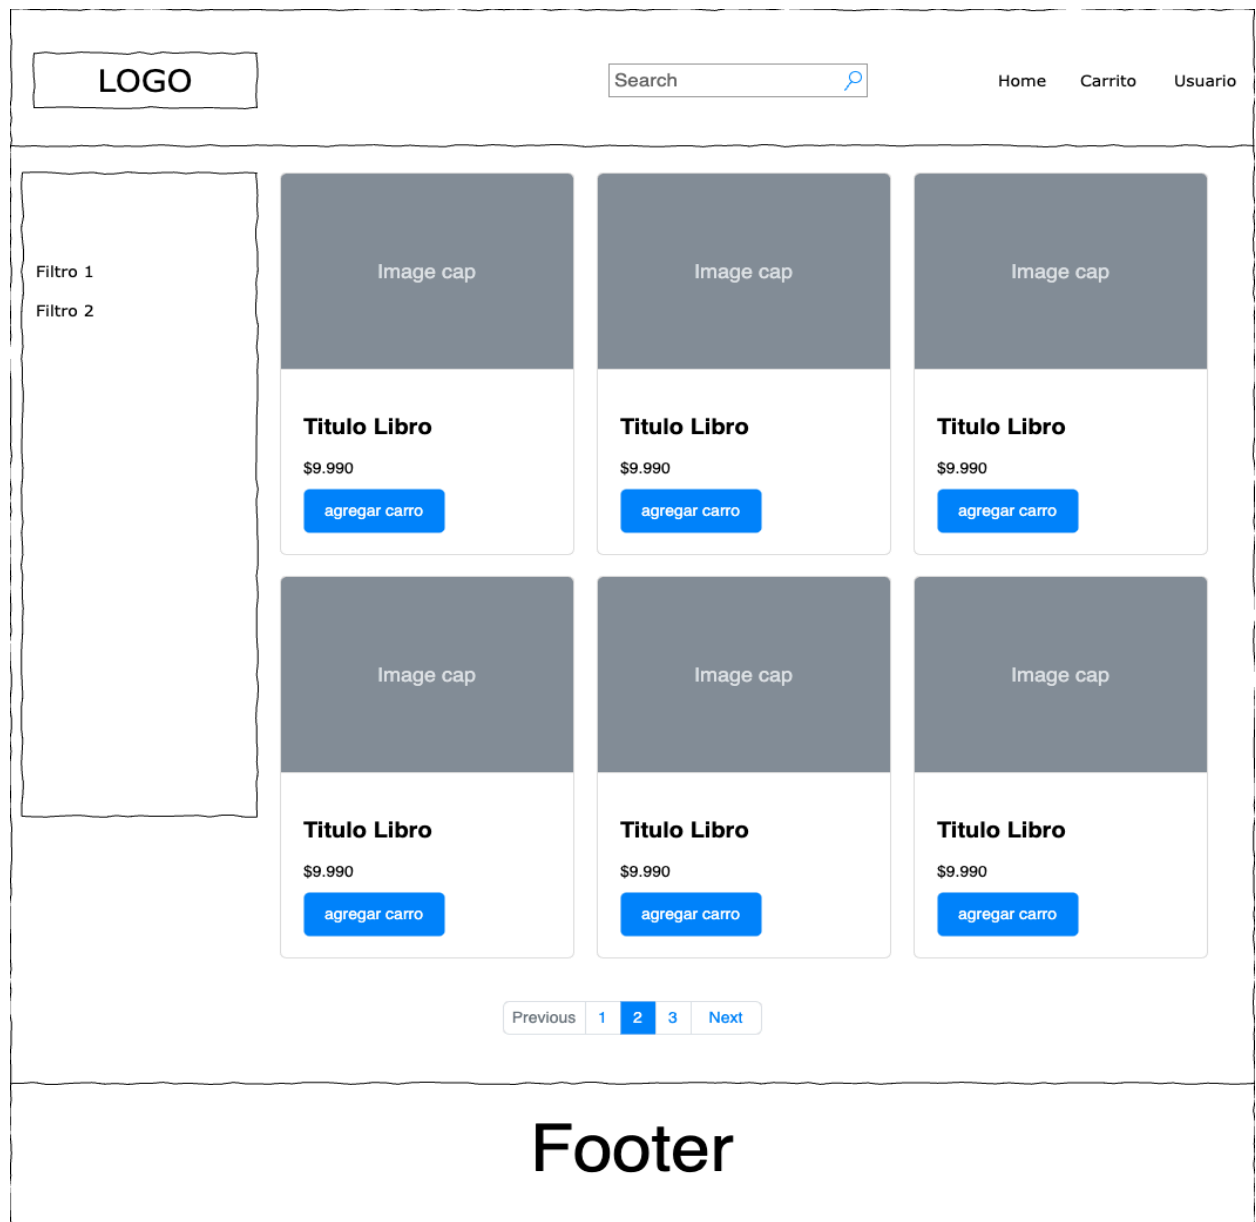 LOGO
Search
Home Carrito Usuario
Filtro 1
Filtro 2
Image cap Image cap Image cap
Titulo Libro Titulo Libro Titulo Libro
$9.990 $9.990 $9.990
agregar carro agregar carro agregar carro
Image cap Image cap Image cap
Titulo Libro Titulo Libro Titulo Libro
$9.990 $9.990 $9.990
agregar carro agregar carro agregar carro
Previous 1 2 3 Next
Footer